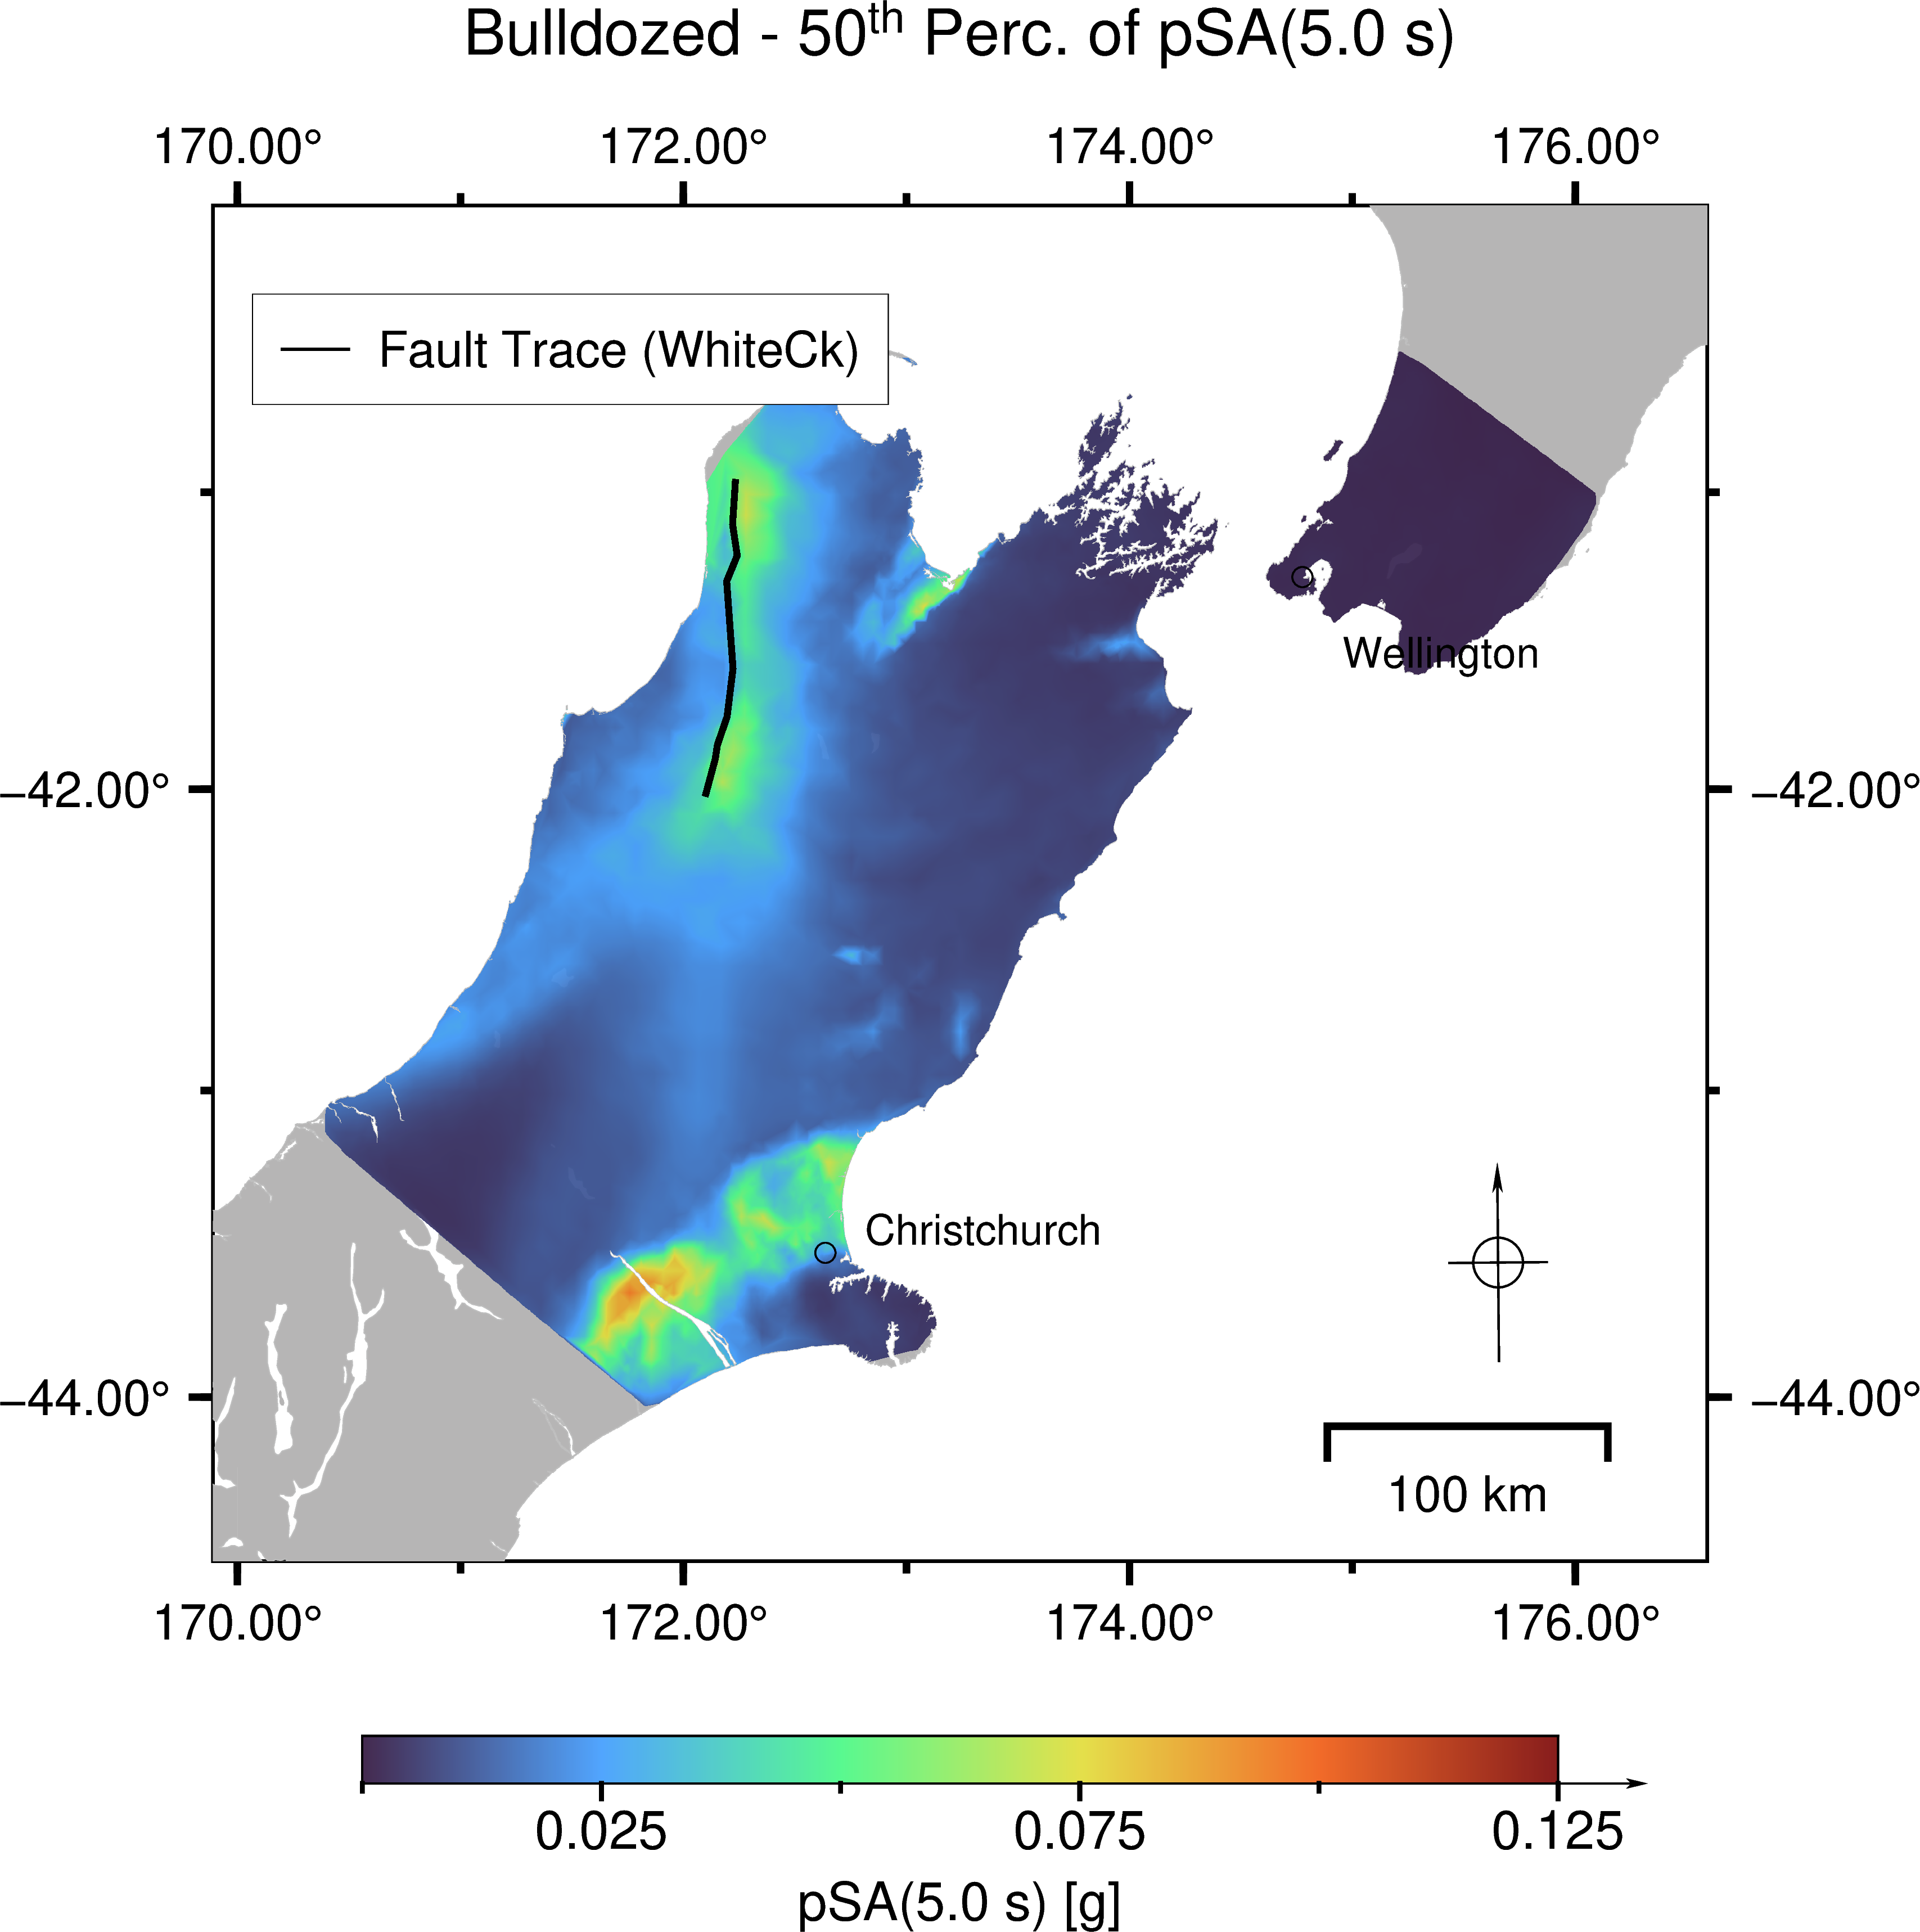 Bulldozed - 50th Perc. of pSA(5.0 s)
170.00° 172.00° 174.00° 176.00°
Fault Trace (WhiteCk)
Wellington
−42.00° −42.00°
Christchurch
−44.00° −44.00°
100 km
170.00° 172.00° 174.00° 176.00°
0.025 0.075 0.125
pSA(5.0 s) [g]